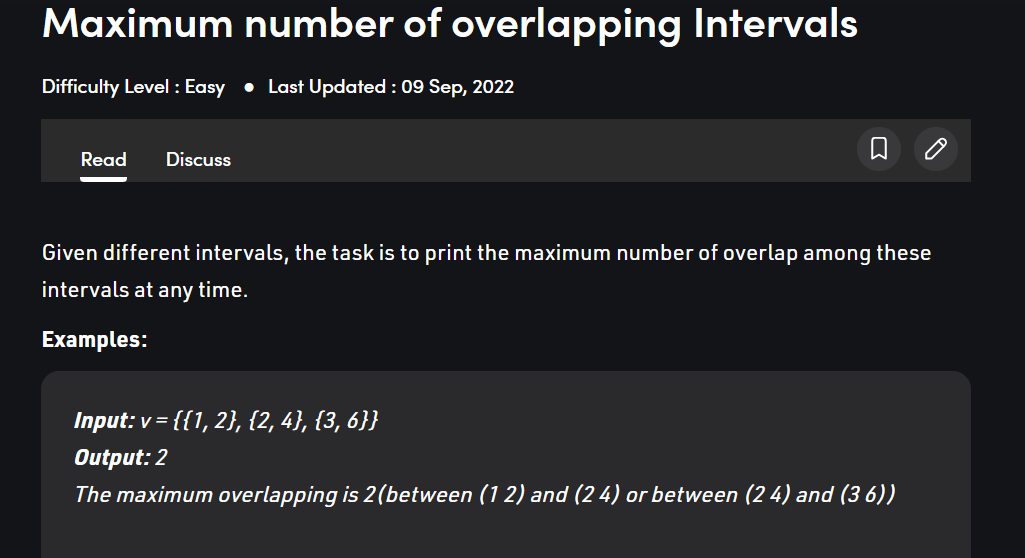 Maximum number of overlapping Intervals
Difficulty Level : Easy ● Last Updated : 09 Sep, 2022
Read Discuss
Given different intervals, the task is to print the maximum number of overlap among these
intervals at any time.
Examples:
Input: v = {{1, 2}, {2, 4}, {3, 6}}
Output: 2
The maximum overlapping is 2(between (1 2) and (2 4) or between (2 4) and (3 6))